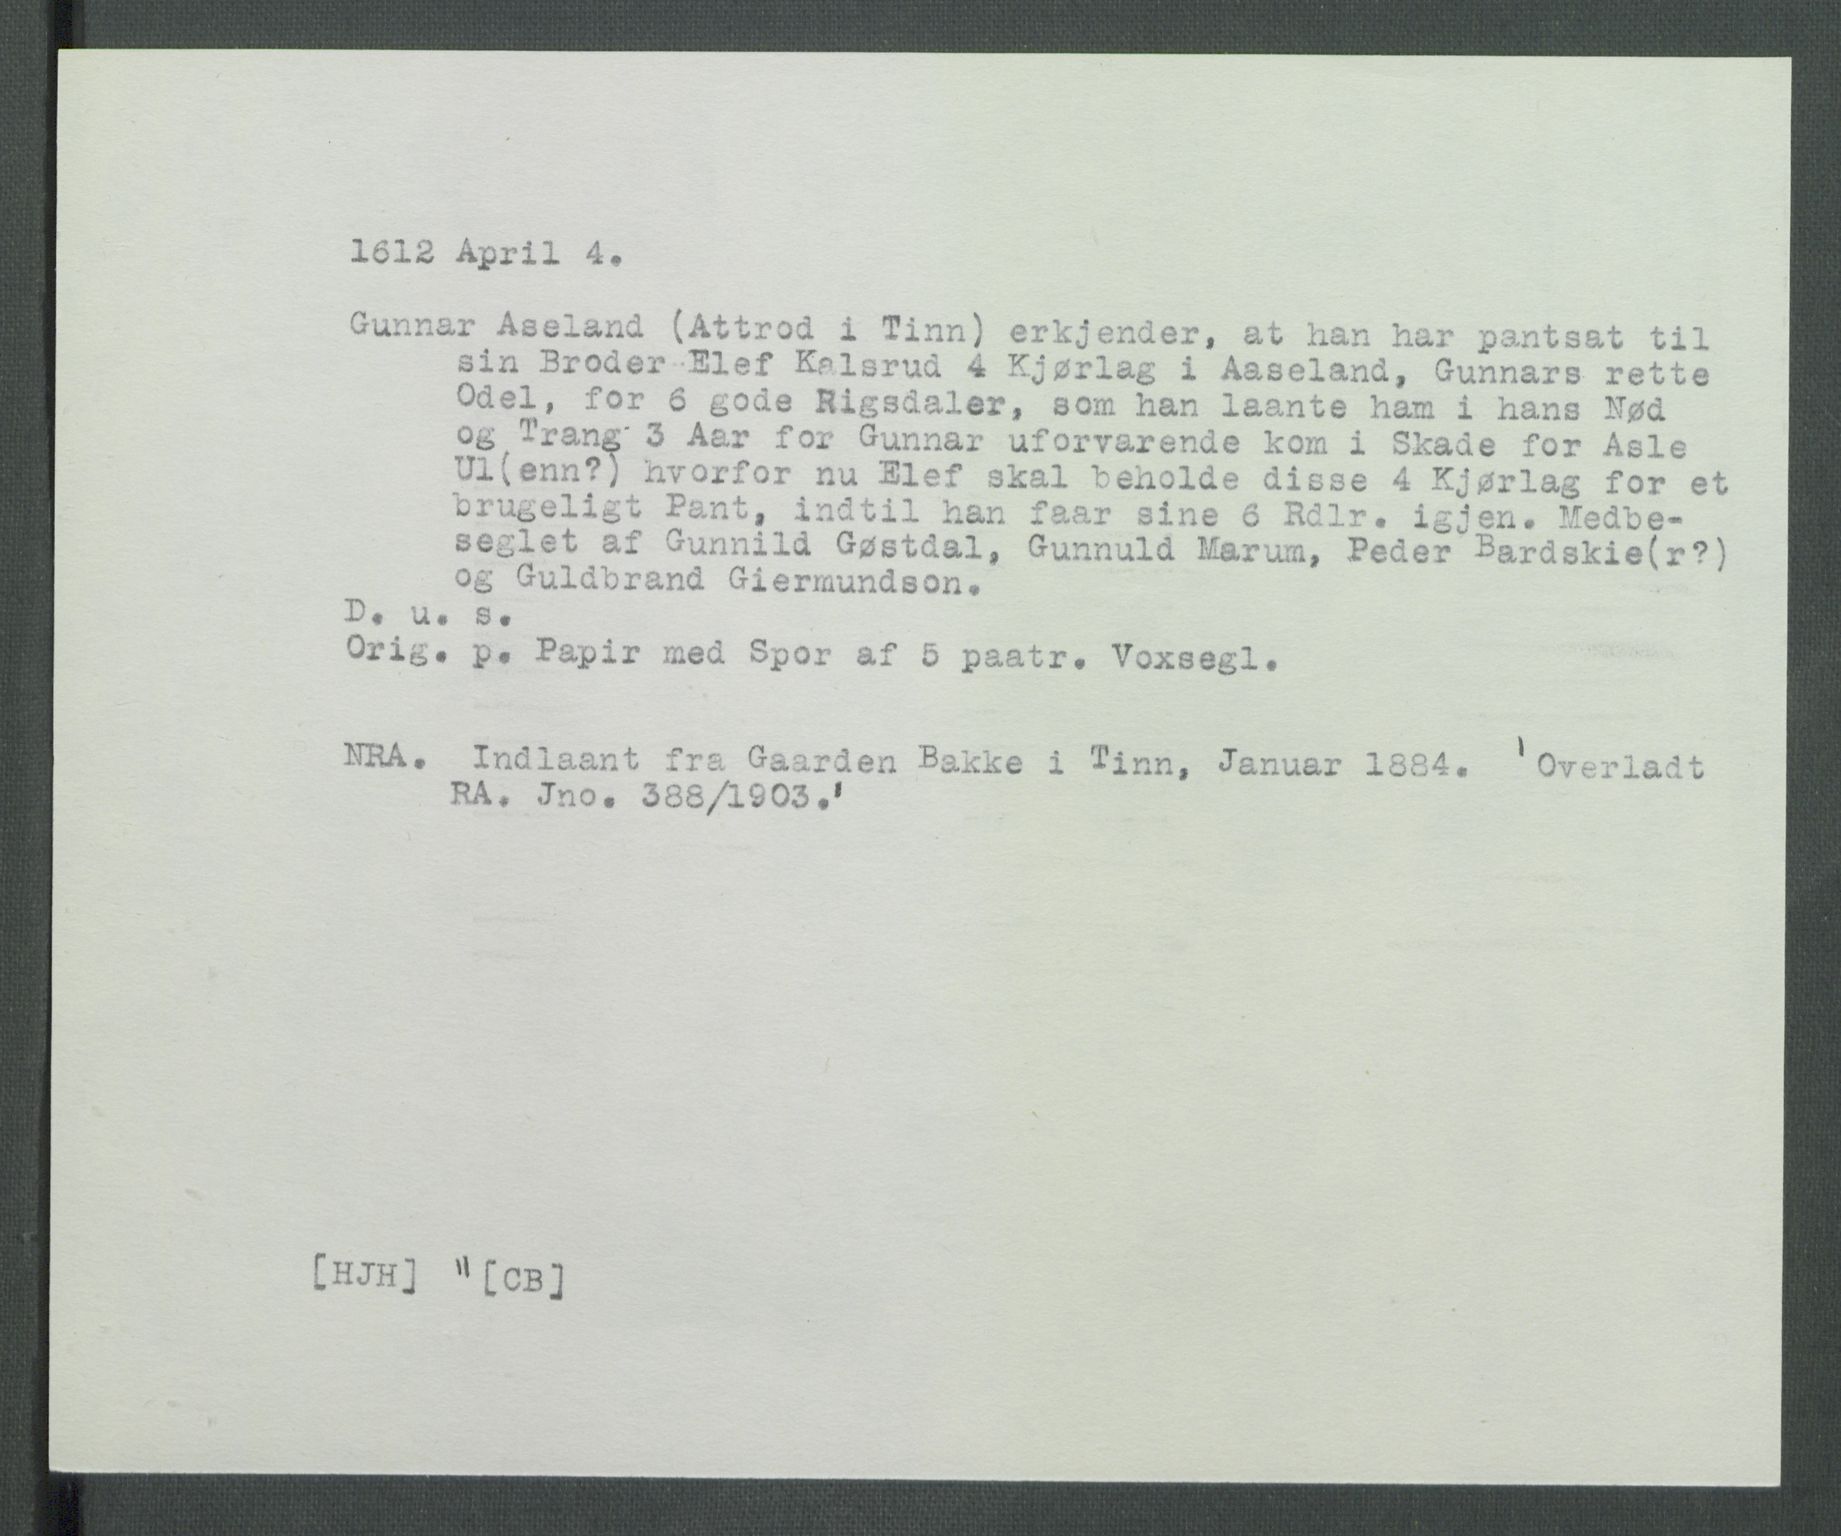 1612 April 4.
Gunnar Aseland (Attrod i Tinn) erkjender, at han har pantsat til
sin Broder Elef Kalsrud 4 Kjørlag i Aaseland, Gunnars rette
Odel, for 6 gode Rigsdaler, som han laante ham i hans Nød
og Trang 3 Aar for Gunnar uforvarende kom i Skade for Asle
Ul(enn?) hvorfor nu Elef skal beholde disse 4 Kjørlag for et
brugeligt Pant, indtil han faar sine 6 Rdlr. igjen. Medbe-
seglet af Gunnild Gøstdal, Gunnuld Marum, Peder Bardskie(r?)
og Guldbrand Giermundson.
D. u. s.
Orig. p. Papir med Spor af 5 paatr. Voxsegl.
NRA. Indlaant fra Gaarden Bakke i Tinn, Januar 1884. 'Overladt
RA. Jno. 388/1903.'
[HJH] "[CB]